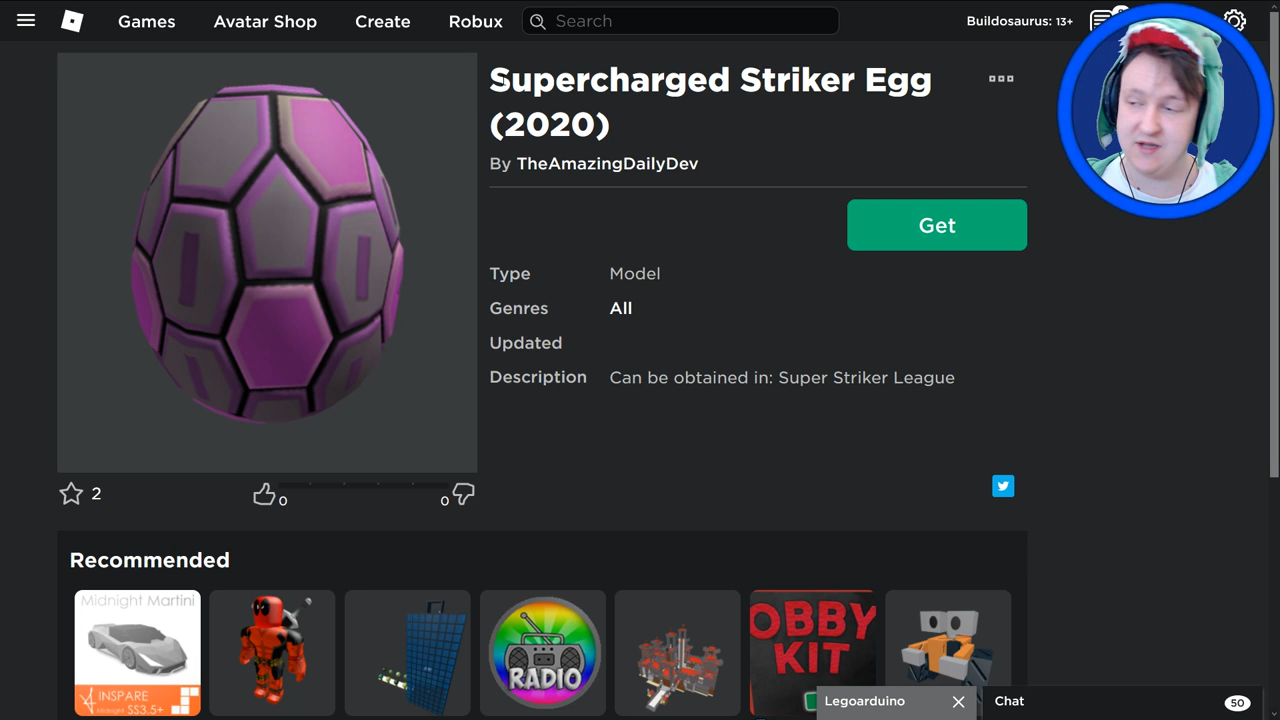 Games
Avatar Shop
Create
Robux
Search
Buildosaurus: 13+
Supercharged Striker Egg
(2020)
By TheAmazingDailyDev
Get
Type Model
Genres All
Updated
Description Can be obtained in: Super Striker League
2
0
0
Recommended
Midnight Martini
INSPARE
Midnight SS3.5+
RADIO
OBBY
KIT
Legoarduino
Chat
50